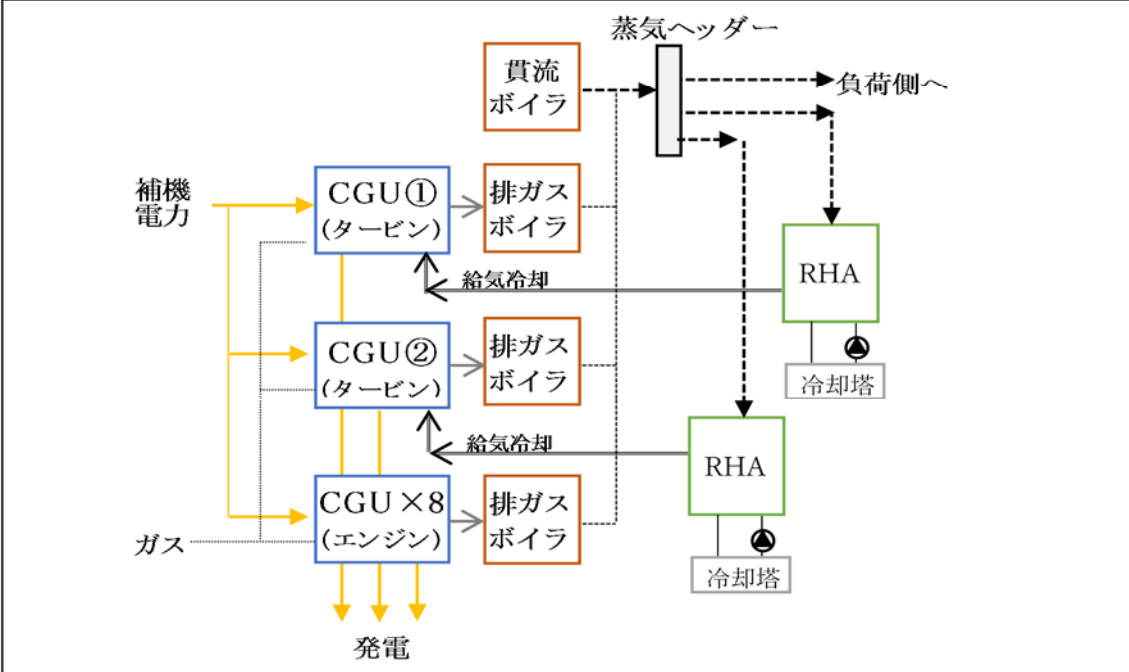 蒸気ヘッダー
貫流
ボイラ
負荷側へ
補機
電力
CGU①
(タービン)
排ガス
ボイラ
給気冷却
RHA
冷却塔
CGU②
(タービン)
排ガス
ボイラ
給気冷却
RHA
冷却塔
CGU×8
(エンジン)
排ガス
ボイラ
ガス
発電